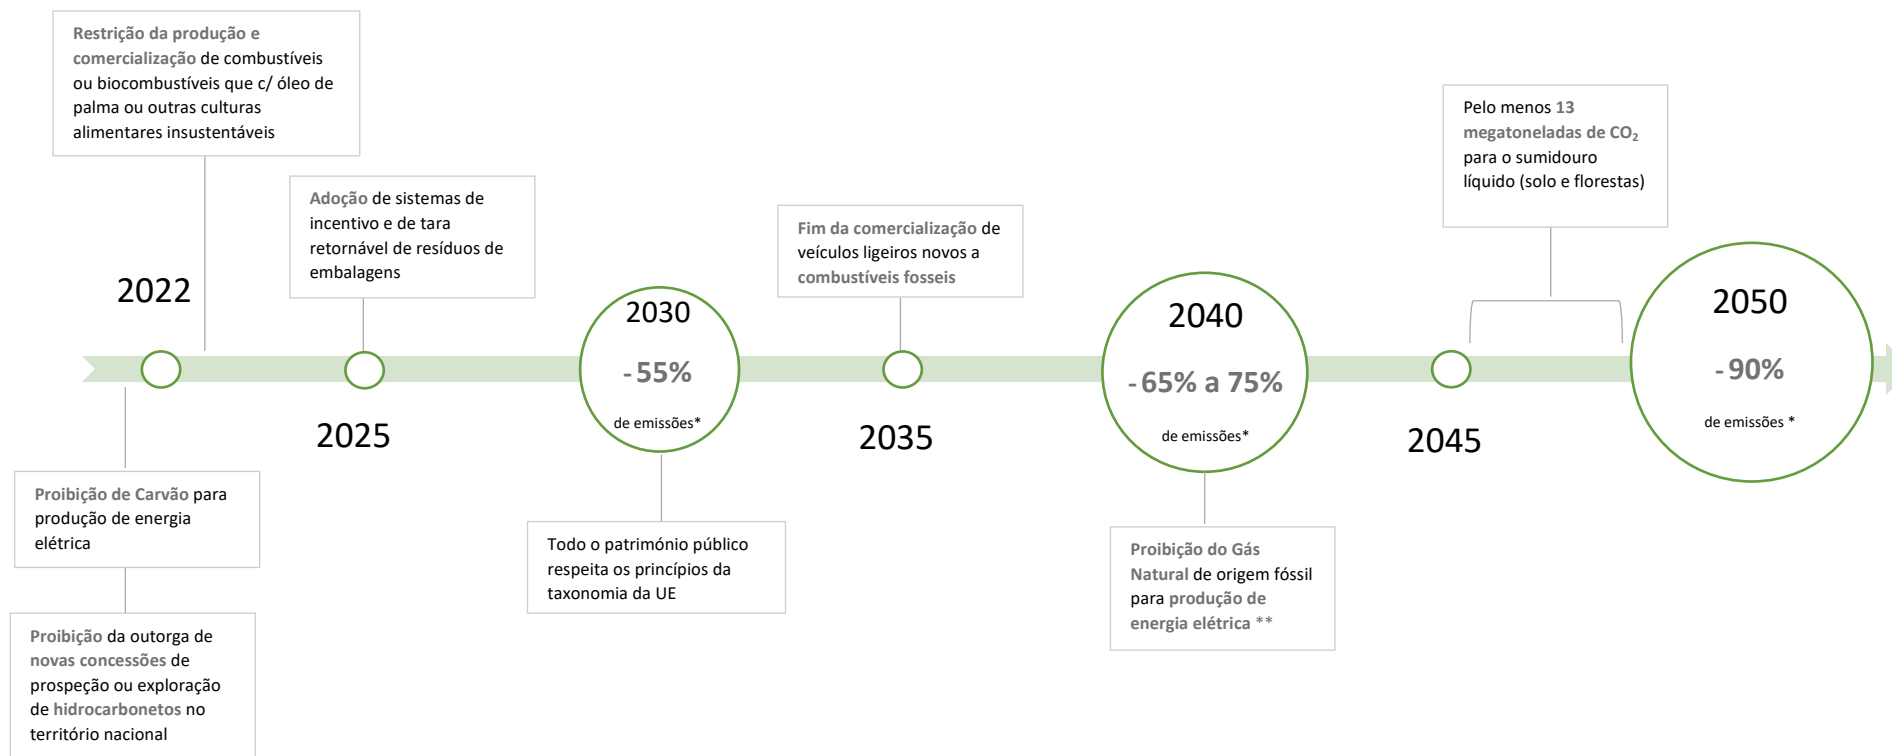 Restrição da produção e
comercialização de combustíveis
ou biocombustíveis que c/ óleo de
palma ou outras culturas
alimentares insustentáveis
2022
Proibição de Carvão para
produção de energia
elétrica
Proibição da outorga de
novas concessões de
prospeção ou exploração
de hidrocarbonetos no
território nacional
Adoção de sistemas de
incentivo e de tara
retornável de resíduos de
embalagens
2025
2030
- 55%
de emissões*
Todo o património público
respeita os princípios da
taxonomia da UE
Fim da comercialização de
veículos ligeiros novos a
combustíveis fosseis
2035
2040
- 65% a 75%
de emissões*
Proibição do Gás
Natural de origem fóssil
para produção de
energia elétrica **
Pelo menos 13
megatoneladas de CO₂
para o sumidouro
líquido (solo e florestas)
2045
2050
- 90%
de emissões *